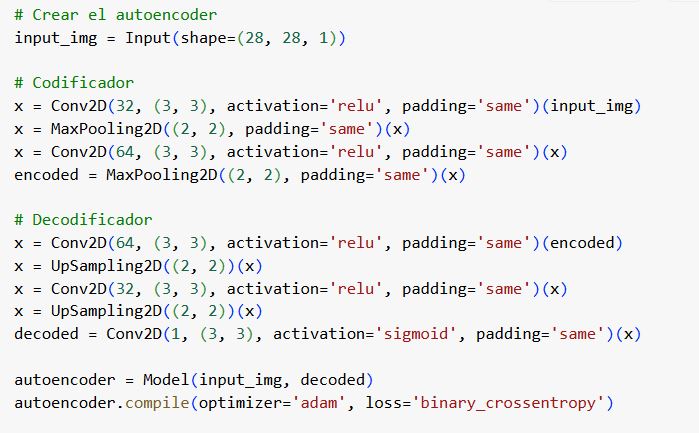 # Crear el autoencoder
input_img = Input(shape=(28, 28, 1))
# Codificador
x = Conv2D(32, (3, 3), activation='relu', padding='same')(input_img)
x = MaxPooling2D((2, 2), padding='same')(x)
x = Conv2D(64, (3, 3), activation='relu', padding='same')(x)
encoded = MaxPooling2D((2, 2), padding='same')(x)
# Decodificador
x = Conv2D(64, (3, 3), activation='relu', padding='same')(encoded)
x = UpSampling2D((2, 2))(x)
x = Conv2D(32, (3, 3), activation='relu', padding='same')(x)
x = UpSampling2D((2, 2))(x)
decoded = Conv2D(1, (3, 3), activation='sigmoid', padding='same')(x)
autoencoder = Model(input_img, decoded)
autoencoder.compile(optimizer='adam', loss='binary_crossentropy')